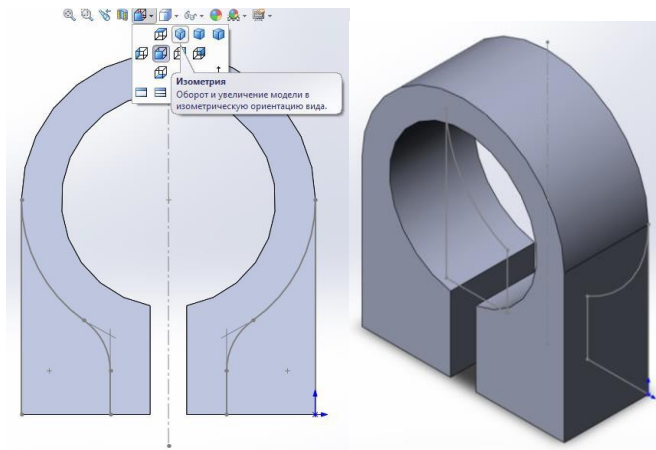 Изометрия
Оборот и увеличение модели в
изометрическую ориентацию вида.